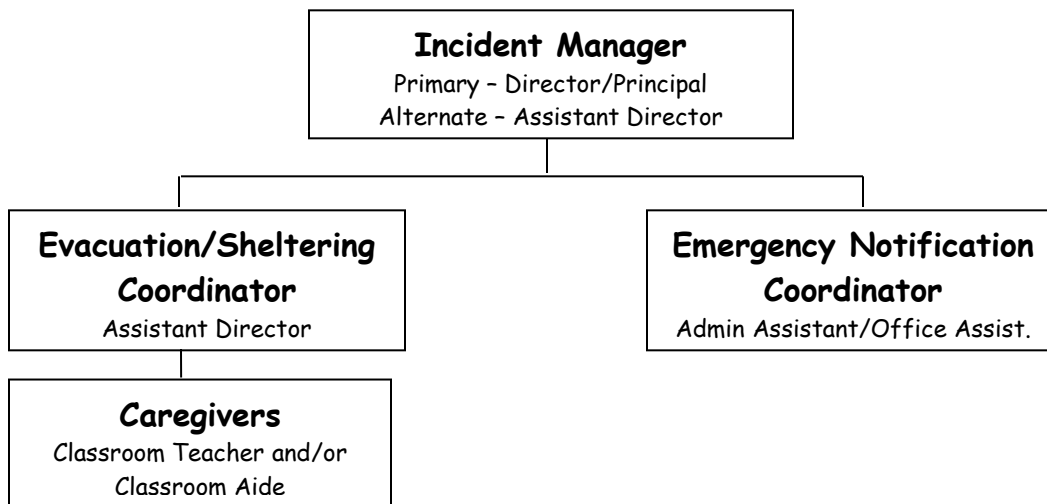 Incident Manager
Primary – Director/Principal
Alternate – Assistant Director
Evacuation/Sheltering
Coordinator
Assistant Director
Emergency Notification
Coordinator
Admin Assistant/Office Assist.
Caregivers
Classroom Teacher and/or
Classroom Aide